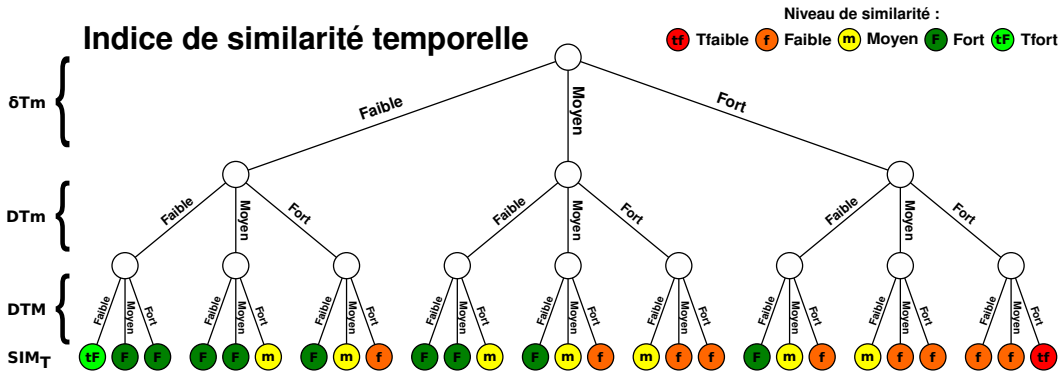 Niveau de similarité :
Indice de similarité temporelle
tf Tfaible f Faible m Moyen F Fort tF Tfort
δTm {
Faible Moyen Fort
DTm {
Faible Moyen Fort Faible Moyen Fort Faible Moyen Fort
DTM {
Faible Moyen Fort Faible Moyen Fort Faible Moyen Fort Faible Moyen Fort Faible Moyen Fort Faible Moyen Fort Faible Moyen Fort Faible Moyen Fort Faible Moyen Fort
SIMT tF F F F F m F m f F F m F m f m f f F m f m f f f f tf